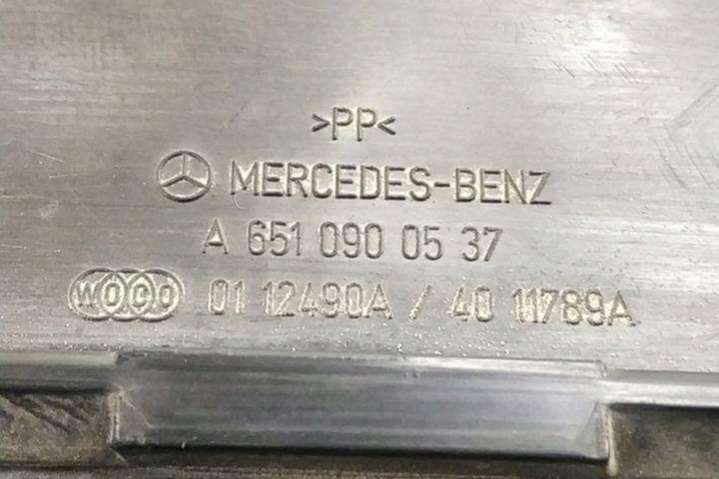 >PP<
MERCEDES-BENZ
A 651 090 05 37
WOCO 01 12490A / 40 11789A